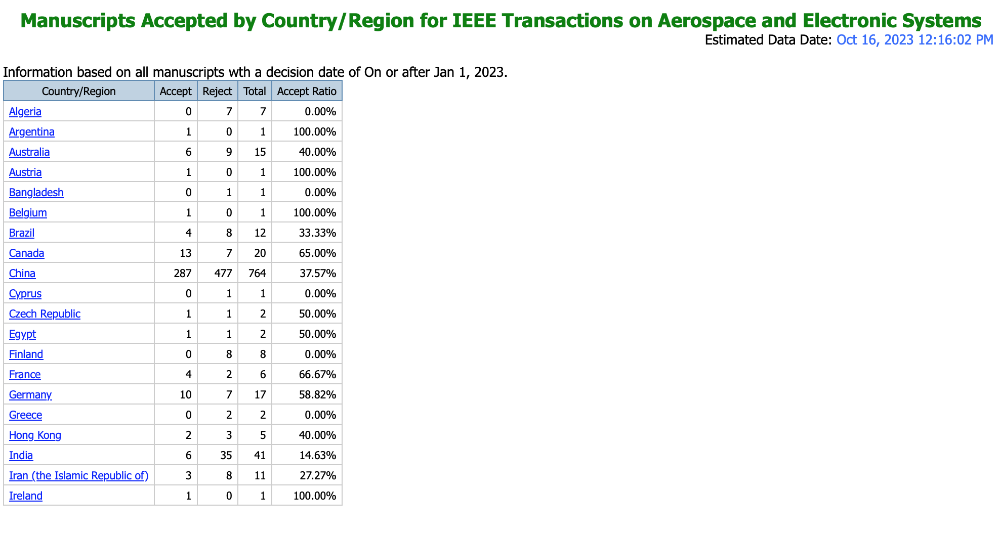 Manuscripts Accepted by Country/Region for IEEE Transactions on Aerospace and Electronic Systems
Estimated Data Date: Oct 16, 2023 12:16:02 PM
Information based on all manuscripts wth a decision date of On or after Jan 1, 2023.
Country/Region Accept Reject Total Accept Ratio
Algeria 0 7 7 0.00%
Argentina 1 0 1 100.00%
Australia 6 9 15 40.00%
Austria 1 0 1 100.00%
Bangladesh 0 1 1 0.00%
Belgium 1 0 1 100.00%
Brazil 4 8 12 33.33%
Canada 13 7 20 65.00%
China 287 477 764 37.57%
Cyprus 0 1 1 0.00%
Czech Republic 1 1 2 50.00%
Egypt 1 1 2 50.00%
Finland 0 8 8 0.00%
France 4 2 6 66.67%
Germany 10 7 17 58.82%
Greece 0 2 2 0.00%
Hong Kong 2 3 5 40.00%
India 6 35 41 14.63%
Iran (the Islamic Republic of) 3 8 11 27.27%
Ireland 1 0 1 100.00%